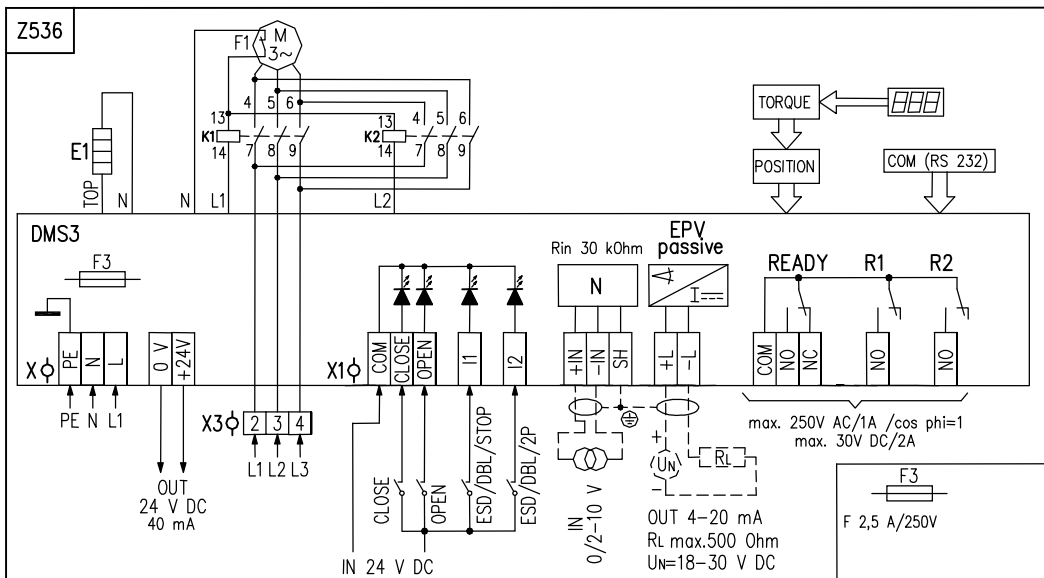 Z536
F1
M
3~
4
5
6
13
K1
14
7
8
9
13
K2
14
4
5
6
7
8
9
E1
TOP
N
N
L1
L2
TORQUE
POSITION
COM (RS 232)
DMS3
F3
X
PE
N
L
PE N L1
0 V
+24V
OUT
24 V DC
40 mA
X3
2 3 4
L1 L2 L3
X1
COM
CLOSE
OPEN
I1
I2
CLOSE
OPEN
ESD/DBL/STOP
ESD/DBL/2P
IN 24 V DC
Rin 30 kOhm
N
+IN
-IN
SH
IN
0/2-10 V
EPV
passive
I
+L
-L
+
UN
-
RL
OUT 4-20 mA
RL max.500 Ohm
UN=18-30 V DC
READY R1 R2
COM
NO
NC
NO
NO
max. 250V AC/1A /cos phi=1
max. 30V DC/2A
F3
F 2,5 A/250V